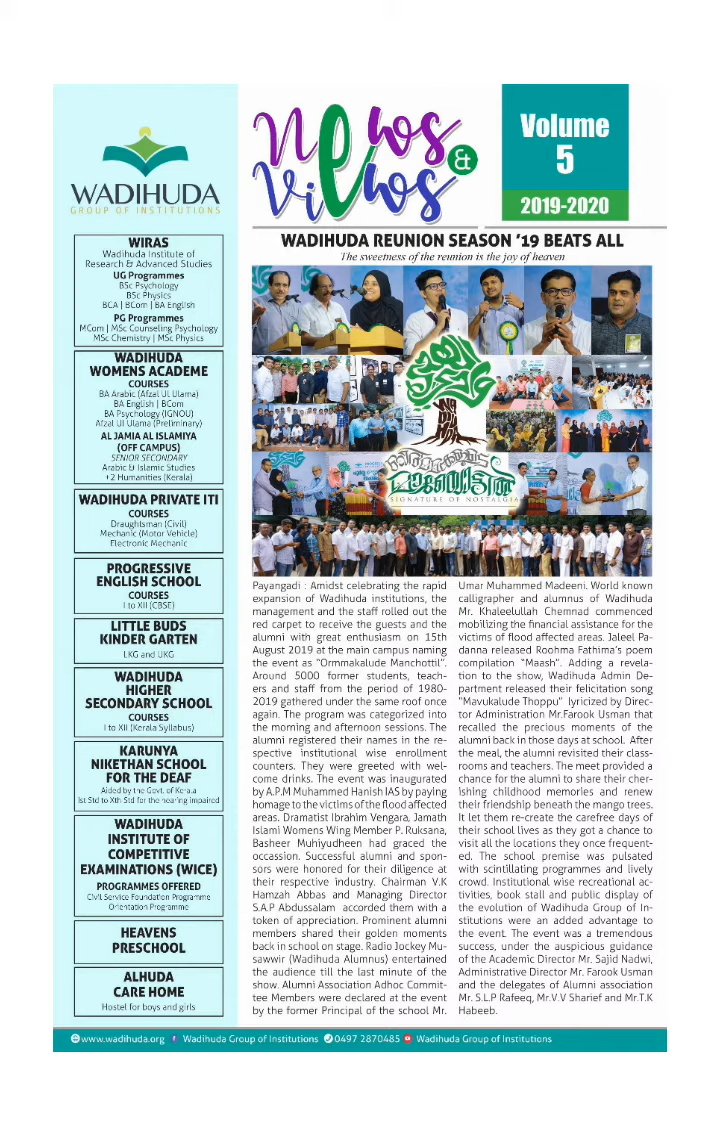 WADIHUDA
GROUP OF INSTITUTIONS
WIRAS
Wadihuda Institute of
Research & Advanced Studies
UG Programmes
BSc Psychology
BSc Physics
BCA | BCom | BA English
PG Programmes
MCom | MSc Counseling Psychology
MSc Chemistry | MSc Physics
WADIHUDA
WOMENS ACADEME
COURSES
BA Arabic (Afzal Ul Ulama)
BA English | BCom
BA Psychology (IGNOU)
Afzal Ul Ulama (Preliminary)
AL JAMIA AL ISLAMIYA
(OFF CAMPUS)
SENIOR SECONDARY
Arabic & Islamic Studies
+2 Humanities (Kerala)
WADIHUDA PRIVATE ITI
COURSES
Draughtsman (Civil)
Mechanic (Motor Vehicle)
Electronic Mechanic
PROGRESSIVE
ENGLISH SCHOOL
COURSES
I to XII (CBSE)
LITTLE BUDS
KINDER GARTEN
LKG and UKG
WADIHUDA
HIGHER
SECONDARY SCHOOL
COURSES
I to XII (Kerala Syllabus)
KARUNYA
NIKETHAN SCHOOL
FOR THE DEAF
Aided by the Govt. of Kerala
Ist Std to Xth Std for the hearing impaired
WADIHUDA
INSTITUTE OF
COMPETITIVE
EXAMINATIONS (WICE)
PROGRAMMES OFFERED
Civil Service Foundation Programme
Orientation Programme
HEAVENS
PRESCHOOL
ALHUDA
CARE HOME
Hostel for boys and girls
News &
Views
Volume
5
2019-2020
WADIHUDA REUNION SEASON '19 BEATS ALL
The sweetness of the reunion is the joy of heaven
SIGNATURE OF NOSTALGIA
Payangadi : Amidst celebrating the rapid
expansion of Wadihuda institutions, the
management and the staff rolled out the
red carpet to receive the guests and the
alumni with great enthusiasm on 15th
August 2019 at the main campus naming
the event as "Ormmakalude Manchottil".
Around 5000 former students, teach-
ers and staff from the period of 1980-
2019 gathered under the same roof once
again. The program was categorized into
the morning and afternoon sessions. The
alumni registered their names in the re-
spective institutional wise enrollment
counters. They were greeted with wel-
come drinks. The event was inaugurated
by A.P.M Muhammed Hanish IAS by paying
homage to the victims of the flood affected
areas. Dramatist Ibrahim Vengara, Jamath
Islami Womens Wing Member P. Ruksana,
Basheer Muhiyudheen had graced the
occassion. Successful alumni and spon-
sors were honored for their diligence at
their respective industry. Chairman V.K
Hamzah Abbas and Managing Director
S.A.P Abdussalam accorded them with a
token of appreciation. Prominent alumni
members shared their golden moments
back in school on stage. Radio Jockey Mu-
sawwir (Wadihuda Alumnus) entertained
the audience till the last minute of the
show. Alumni Association Adhoc Commit-
tee Members were declared at the event
by the former Principal of the school Mr.
Umar Muhammed Madeeni. World known
calligrapher and alumnus of Wadihuda
Mr. Khaleelullah Chemnad commenced
mobilizing the financial assistance for the
victims of flood affected areas. Jaleel Pa-
danna released Roohma Fathima's poem
compilation "Maash". Adding a revela-
tion to the show, Wadihuda Admin De-
partment released their felicitation song
"Mavukalude Thoppu" lyricized by Direc-
tor Administration Mr.Farook Usman that
recalled the precious moments of the
alumni back in those days at school. After
the meal, the alumni revisited their class-
rooms and teachers. The meet provided a
chance for the alumni to share their cher-
ishing childhood memories and renew
their friendship beneath the mango trees.
It let them re-create the carefree days of
their school lives as they got a chance to
visit all the locations they once frequent-
ed. The school premise was pulsated
with scintillating programmes and lively
crowd. Institutional wise recreational ac-
tivities, book stall and public display of
the evolution of Wadihuda Group of In-
stitutions were an added advantage to
the event. The event was a tremendous
success, under the auspicious guidance
of the Academic Director Mr. Sajid Nadwi,
Administrative Director Mr. Farook Usman
and the delegates of Alumni association
Mr. S.L.P Rafeeq, Mr.V.V Sharief and Mr.T.K
Habeeb.
www.wadihuda.org Wadihuda Group of Institutions 0497 2870485 Wadihuda Group of Institutions